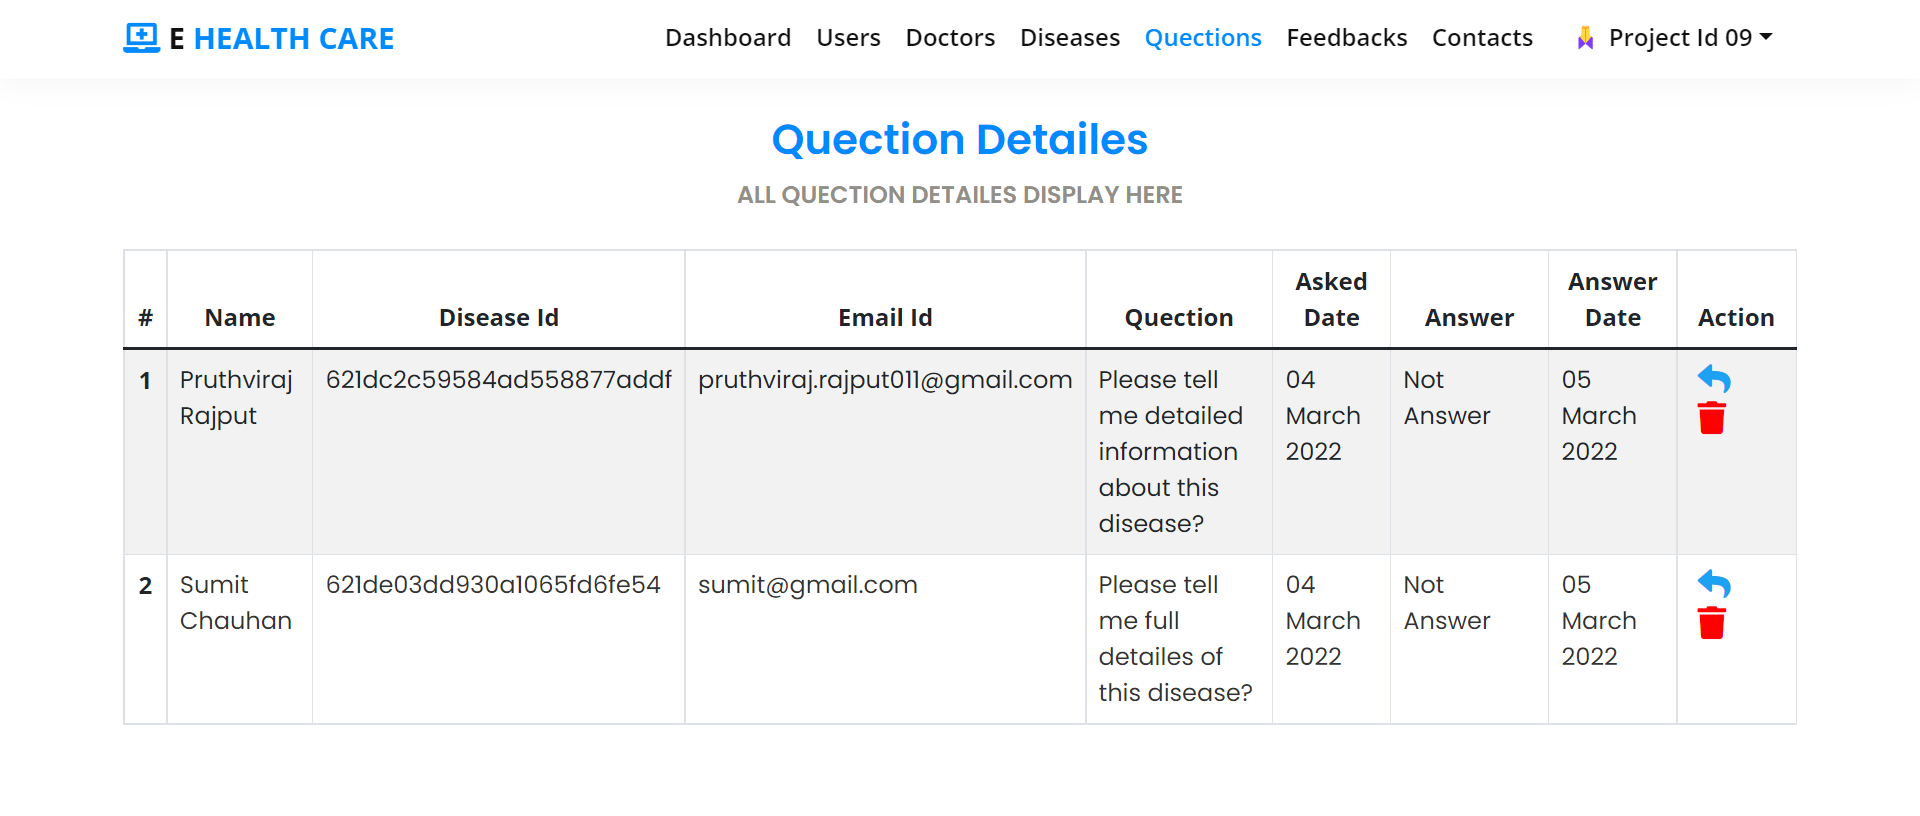 E HEALTH CARE
Dashboard Users Doctors Diseases Quections Feedbacks Contacts Project Id 09
Quection Detailes
ALL QUECTION DETAILES DISPLAY HERE
# Name Disease Id Email Id Quection Asked Date Answer Answer Date Action
1 Pruthviraj 621dc2c59584ad558877addf pruthviraj.rajput011@gmail.com Please tell 04 Not 05
Rajput me detailed March Answer March
information 2022 2022
about this
disease?
2 Sumit 621de03dd930a1065fd6fe54 sumit@gmail.com Please tell 04 Not 05
Chauhan me full March Answer March
detailes of 2022 2022
this disease?